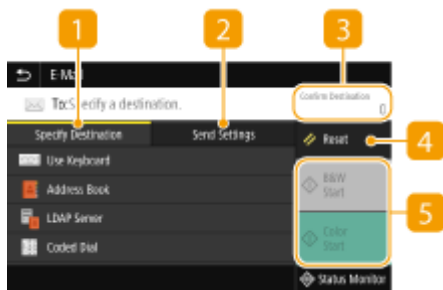 1
2
3
E-Mail
To: Specify a destination.
Confirm Destination
0
Specify Destination
Send Settings
Reset
4
Use Keyboard
Address Book
B&W
Start
5
LDAP Server
Color
Start
Coded Dial
Status Monitor